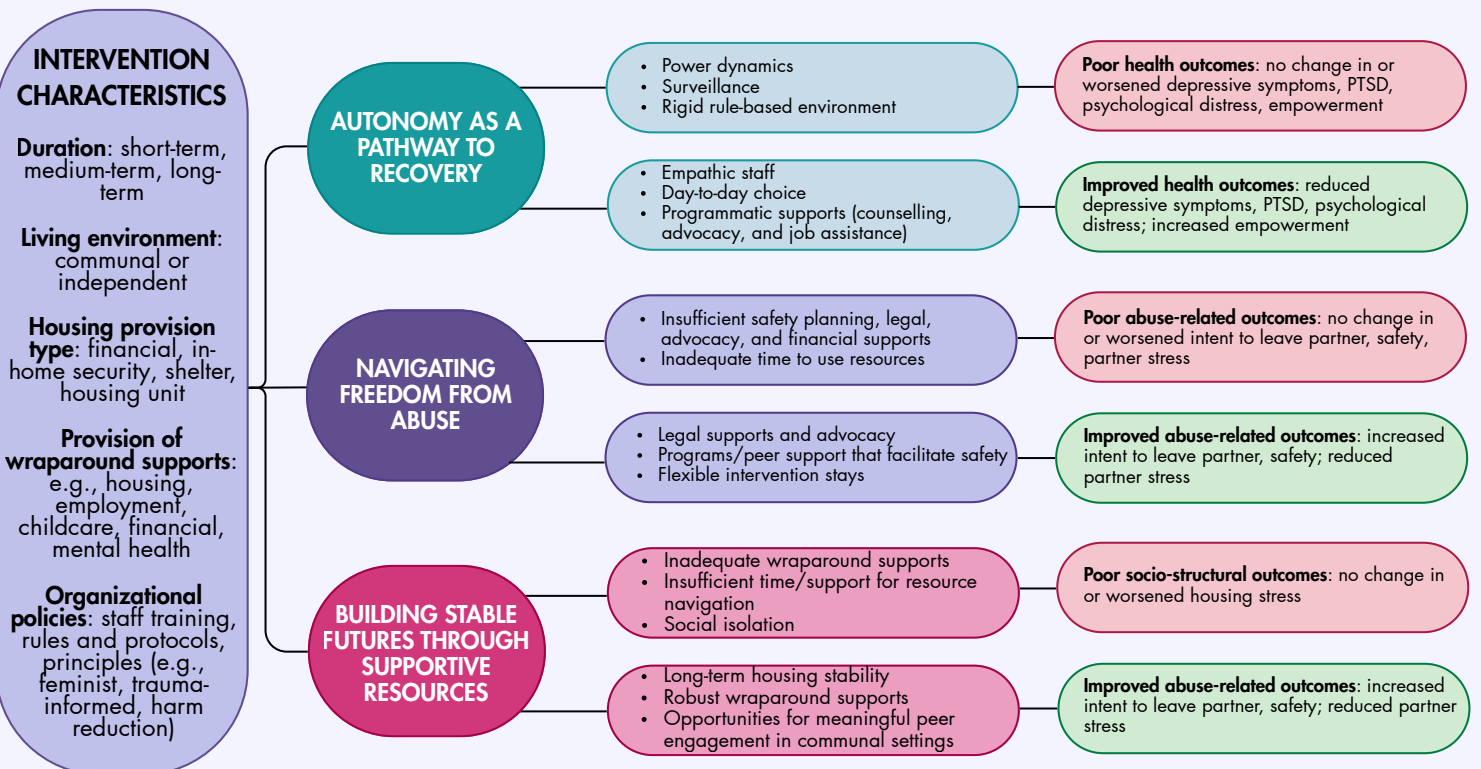 INTERVENTION
CHARACTERISTICS
Duration: short-term,
medium-term, long-
term
Living environment:
communal or
independent
Housing provision
type: financial, in-
home security, shelter,
housing unit
Provision of
wraparound supports:
e.g., housing,
employment,
childcare, financial,
mental health
Organizational
policies: staff training,
rules and protocols,
principles (e.g.,
feminist, trauma-
informed, harm
reduction)
AUTONOMY AS A
PATHWAY TO
RECOVERY
• Power dynamics
• Surveillance
• Rigid rule-based environment
Poor health outcomes: no change in or
worsened depressive symptoms, PTSD,
psychological distress, empowerment
• Empathic staff
• Day-to-day choice
• Programmatic supports (counselling,
advocacy, and job assistance)
Improved health outcomes: reduced
depressive symptoms, PTSD, psychological
distress; increased empowerment
NAVIGATING
FREEDOM FROM
ABUSE
• Insufficient safety planning, legal,
advocacy, and financial supports
• Inadequate time to use resources
Poor abuse-related outcomes: no change in
or worsened intent to leave partner, safety,
partner stress
• Legal supports and advocacy
• Programs/peer support that facilitate safety
• Flexible intervention stays
Improved abuse-related outcomes: increased
intent to leave partner, safety; reduced
partner stress
BUILDING STABLE
FUTURES THROUGH
SUPPORTIVE
RESOURCES
• Inadequate wraparound supports
• Insufficient time/support for resource
navigation
• Social isolation
Poor socio-structural outcomes: no change in
or worsened housing stress
• Long-term housing stability
• Robust wraparound supports
• Opportunities for meaningful peer
engagement in communal settings
Improved abuse-related outcomes: increased
intent to leave partner, safety; reduced partner
stress